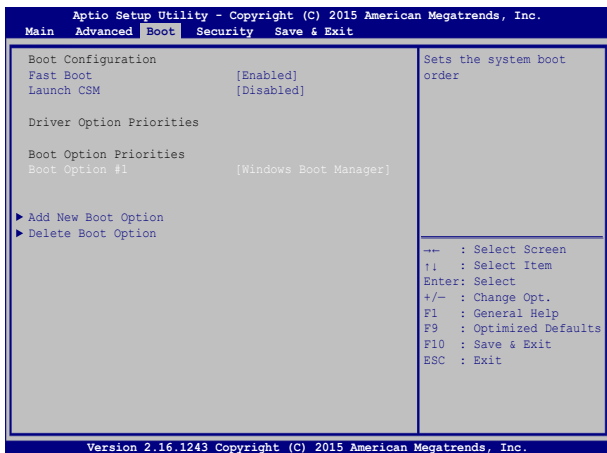 Aptio Setup Utility - Copyright (C) 2015 American Megatrends, Inc.
Main Advanced Boot Security Save & Exit
Boot Configuration
Fast Boot [Enabled]
Launch CSM [Disabled]
Driver Option Priorities
Boot Option Priorities
Boot Option #1 [Windows Boot Manager]
▶ Add New Boot Option
▶ Delete Boot Option
Sets the system boot
order
→← : Select Screen
↑↓ : Select Item
Enter: Select
+/— : Change Opt.
F1 : General Help
F9 : Optimized Defaults
F10 : Save & Exit
ESC : Exit
Version 2.16.1243 Copyright (C) 2015 American Megatrends, Inc.